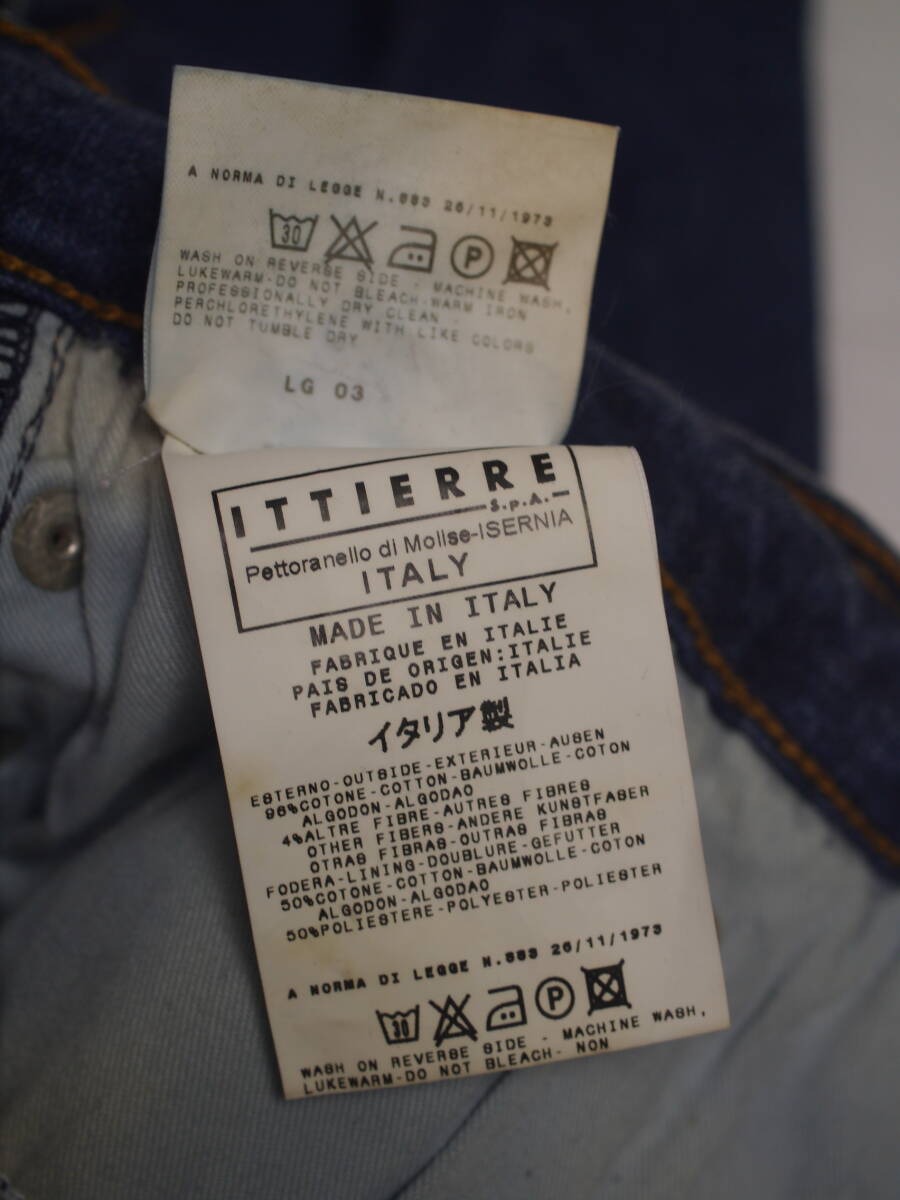 A NORMA DI LEGGE N.883 26/11/1973
30 P
WASH ON REVERSE SIDE - MACHINE WASH,
LUKEWARM-DO NOT BLEACH-WARM IRON
PROFESSIONALLY DRY CLEAN -
PERCHLORETHYLENE WITH LIKE COLORS
DO NOT TUMBLE DRY
LG 03
ITTIERRE
S.p.A.
Pettoranello di Molise-ISERNIA
ITALY
MADE IN ITALY
FABRIQUE EN ITALIE
PAIS DE ORIGEN:ITALIE
FABRICADO EN ITALIA
イタリア製
ESTERNO-OUTSIDE-EXTERIEUR-AUSEN
96%COTONE-COTTON-BAUMWOLLE-COTON
ALGODON-ALGODAO
4%ALTRE FIBRE-AUTRES FIBRES
OTHER FIBERS-ANDERE KUNSTFASER
OTRAS FIBRAS-OUTRAS FIBRAS
FODERA-LINING-DOUBLURE-GEFUTTER
50%COTONE-COTTON-BAUMWOLLE-COTON
ALGODON-ALGODAO
50%POLIESTERE-POLYESTER-POLIESTER
A NORMA DI LEGGE N.883 26/11/1973
30 P
WASH ON REVERSE SIDE - MACHINE WASH,
LUKEWARM-DO NOT BLEACH- NON